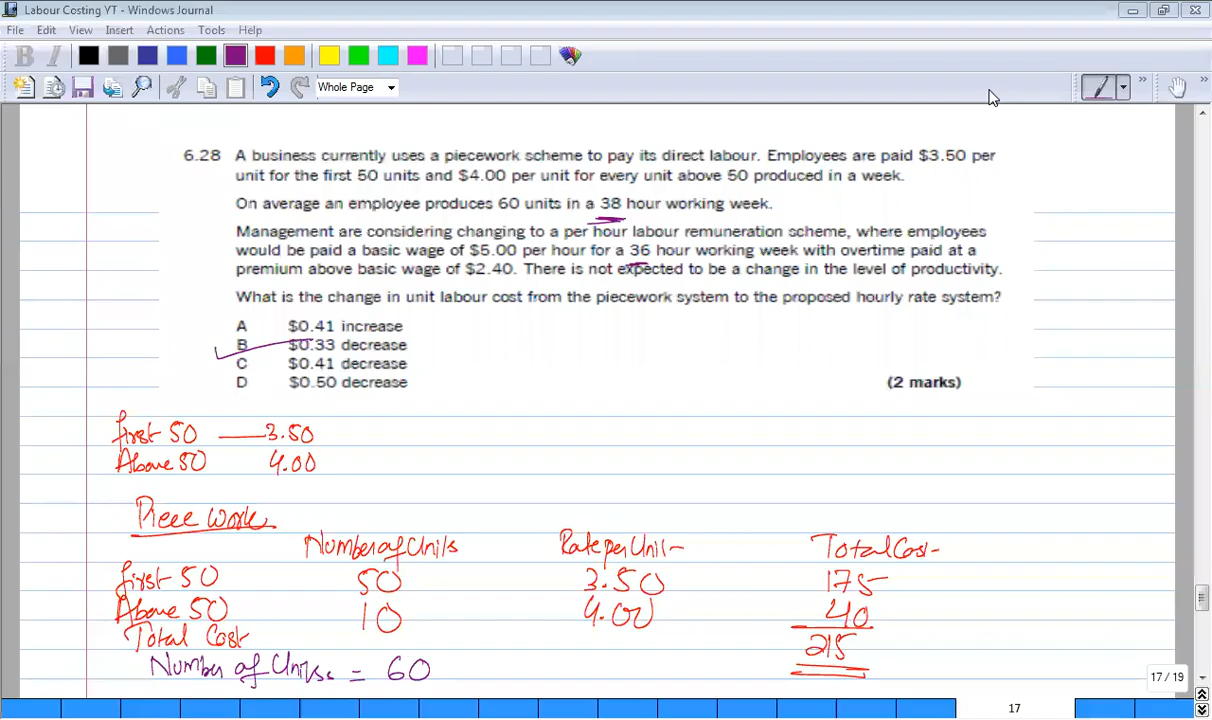 Labour Costing YT - Windows Journal
File Edit View Insert Actions Tools Help
B I
Whole Page
6.28 A business currently uses a piecework scheme to pay its direct labour. Employees are paid $3.50 per
unit for the first 50 units and $4.00 per unit for every unit above 50 produced in a week.
On average an employee produces 60 units in a 38 hour working week.
Management are considering changing to a per hour labour remuneration scheme, where employees
would be paid a basic wage of $5.00 per hour for a 36 hour working week with overtime paid at a
premium above basic wage of $2.40. There is not expected to be a change in the level of productivity.
What is the change in unit labour cost from the piecework system to the proposed hourly rate system?
A $0.41 increase
B $0.33 decrease
C $0.41 decrease
D $0.50 decrease (2 marks)
first 50 3.50
Above 50 4.00
Piece Work
Number of Units Rate per Unit Total Cost
first 50 50 3.50 175
Above 50 10 4.00 40
Total Cost 215
Number of Units = 60
17 / 19
17